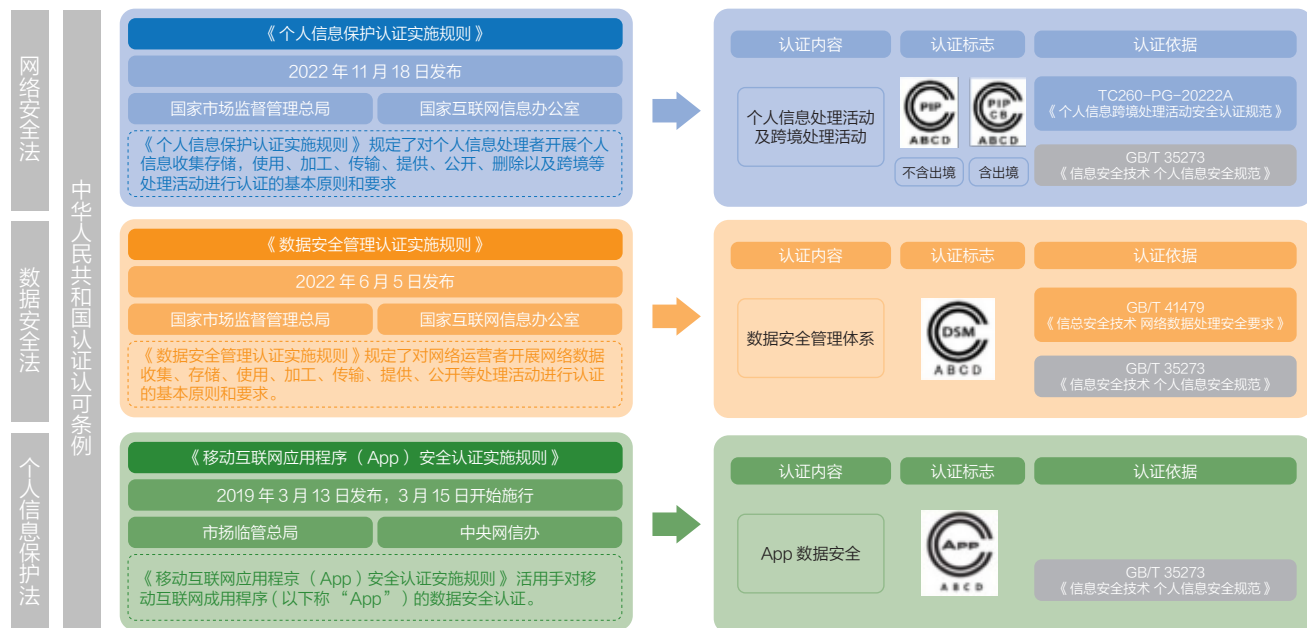 网络安全法
数据安全法
个人信息保护法
中华人民共和国认证认可条例
《个人信息保护认证实施规则》
2022年11月18日发布
国家市场监督管理总局
国家互联网信息办公室
《个人信息保护认证实施规则》规定了对个人信息处理者开展个人
信息收集存储，使用、加工、传输、提供、公开、删除以及跨境等
处理活动进行认证的基本原则和要求
认证内容
认证标志
认证依据
个人信息处理活动
及跨境处理活动
PIP
ABCD
不含出境
PIP
CB
ABCD
含出境
TC260-PG-20222A
《个人信息跨境处理活动安全认证规范》
GB/T 35273
《信息安全技术 个人信息安全规范》
《数据安全管理认证实施规则》
2022年6月5日发布
国家市场监督管理总局
国家互联网信息办公室
《数据安全管理认证实施规则》规定了对网络运营者开展网络数据
收集、存储、使用、加工、传输、提供、公开等处理活动进行认证
的基本原则和要求。
认证内容
认证标志
认证依据
数据安全管理体系
DSM
ABCD
GB/T 41479
《信总安全技术 网络数据处理安全要求》
GB/T 35273
《信息安全技术 个人信息安全规范》
《移动互联网应用程序（App）安全认证实施规则》
2019年3月13日发布，3月15日开始施行
市场临管总局
中央网信办
《移动互联网应用程京（App）安全认证安施规则》活用手对移
动互联网成用程序(以下称“App”)的数据安全认证。
认证内容
认证标志
认证依据
App 数据安全
APP
ABCD
GB/T 35273
《信息安全技术 个人信息安全规范》